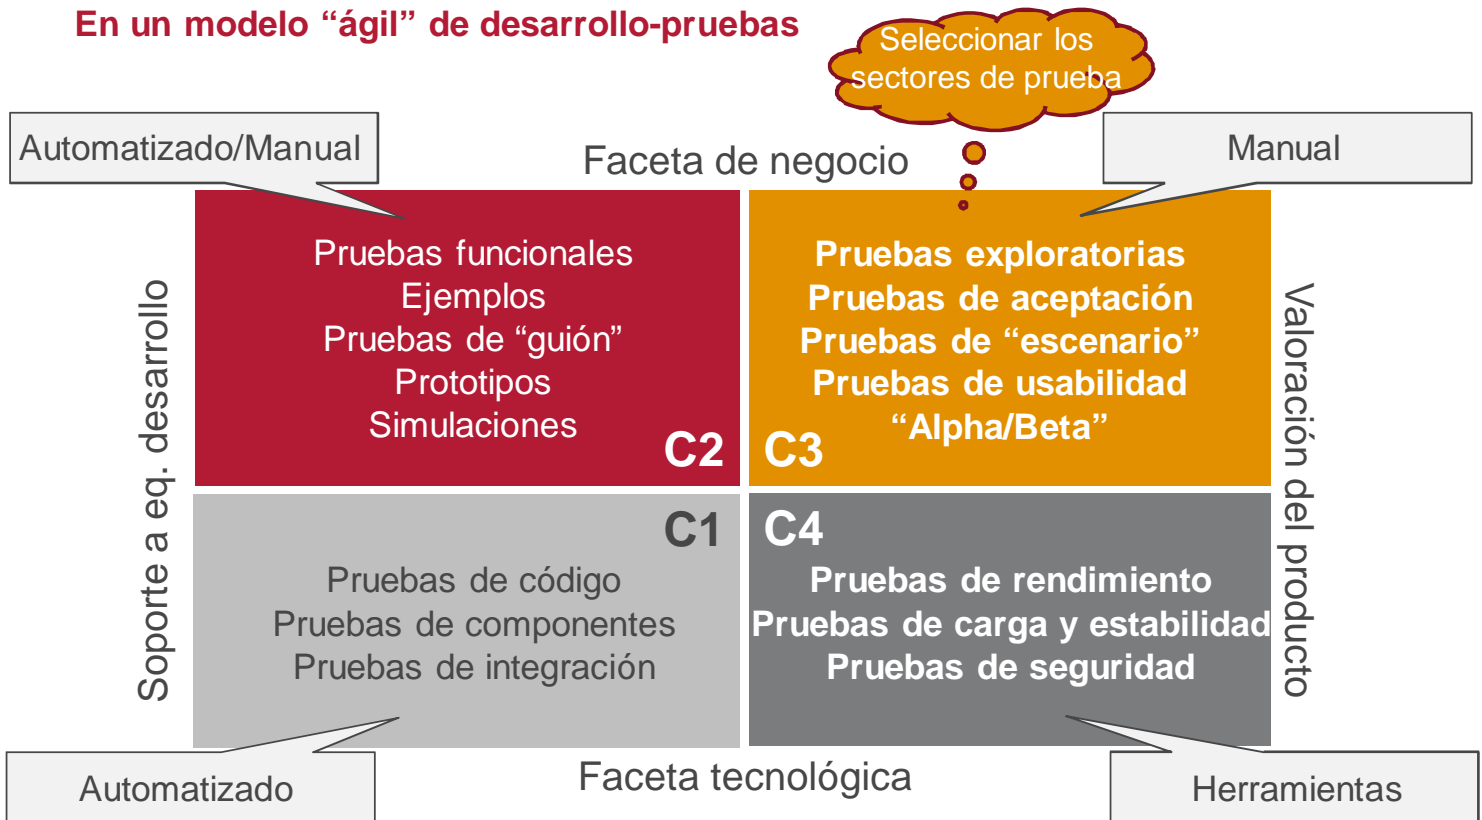 En un modelo “ágil” de desarrollo-pruebas
Seleccionar los
sectores de prueba
Automatizado/Manual
Faceta de negocio
Manual
Soporte a eq. desarrollo
Pruebas funcionales
Ejemplos
Pruebas de “guión”
Prototipos
Simulaciones
C2
Pruebas exploratorias
Pruebas de aceptación
Pruebas de “escenario”
Pruebas de usabilidad
“Alpha/Beta”
C3
Valoración del producto
C1
Pruebas de código
Pruebas de componentes
Pruebas de integración
C4
Pruebas de rendimiento
Pruebas de carga y estabilidad
Pruebas de seguridad
Automatizado
Faceta tecnológica
Herramientas